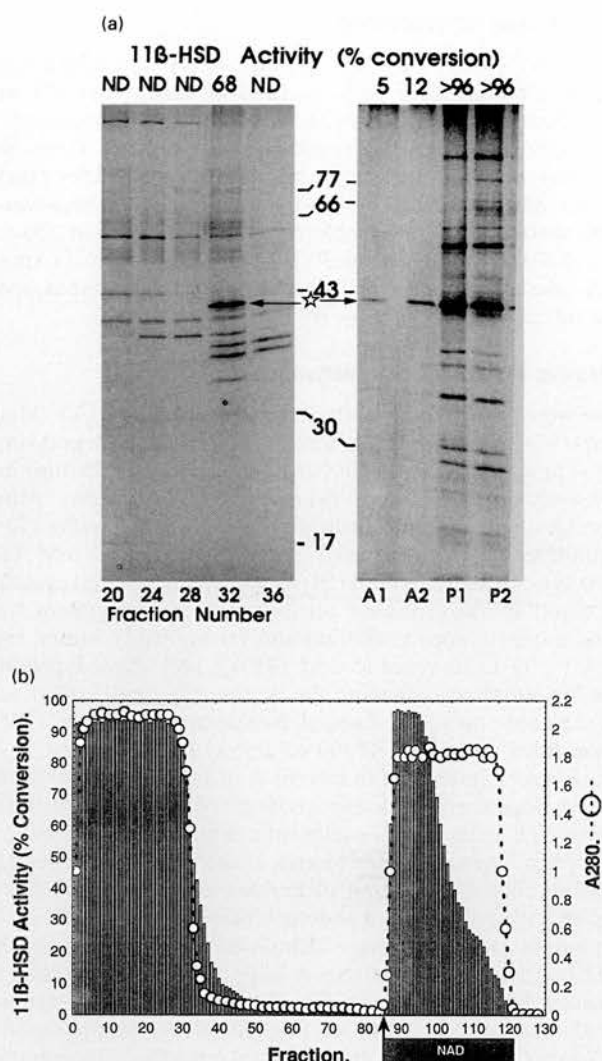 (a)
11ß-HSD Activity (% conversion)
ND ND ND 68 ND 5 12 >96 >96
77
66
43
30
17
20 24 28 32 36 A1 A2 P1 P2
Fraction Number
(b)
11ß-HSD Activity (% Conversion).
100
90
80
70
60
50
40
30
20
10
0
2.2
2
1.8
1.6
1.4
1.2
1
0.8
0.6
0.4
0.2
0
A280.
0 10 20 30 40 50 60 70 80 90 100 110 120 130
Fraction.
NAD